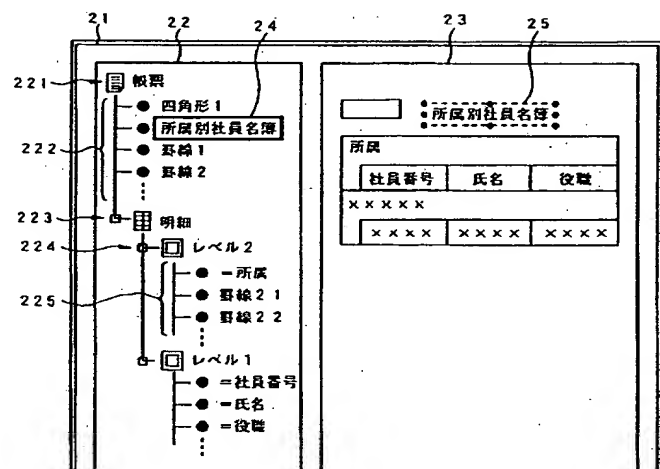 21
22
24
23
25
221
帳票
四角形1
222
所属別社員名簿
罫線1
罫線2
223
明細
224
レベル2
225
=所属
罫線21
罫線22
レベル1
=社員番号
=氏名
=役職
所属別社員名簿
所属
社員番号 氏名 役職
×××××
×××× ×××× ××××